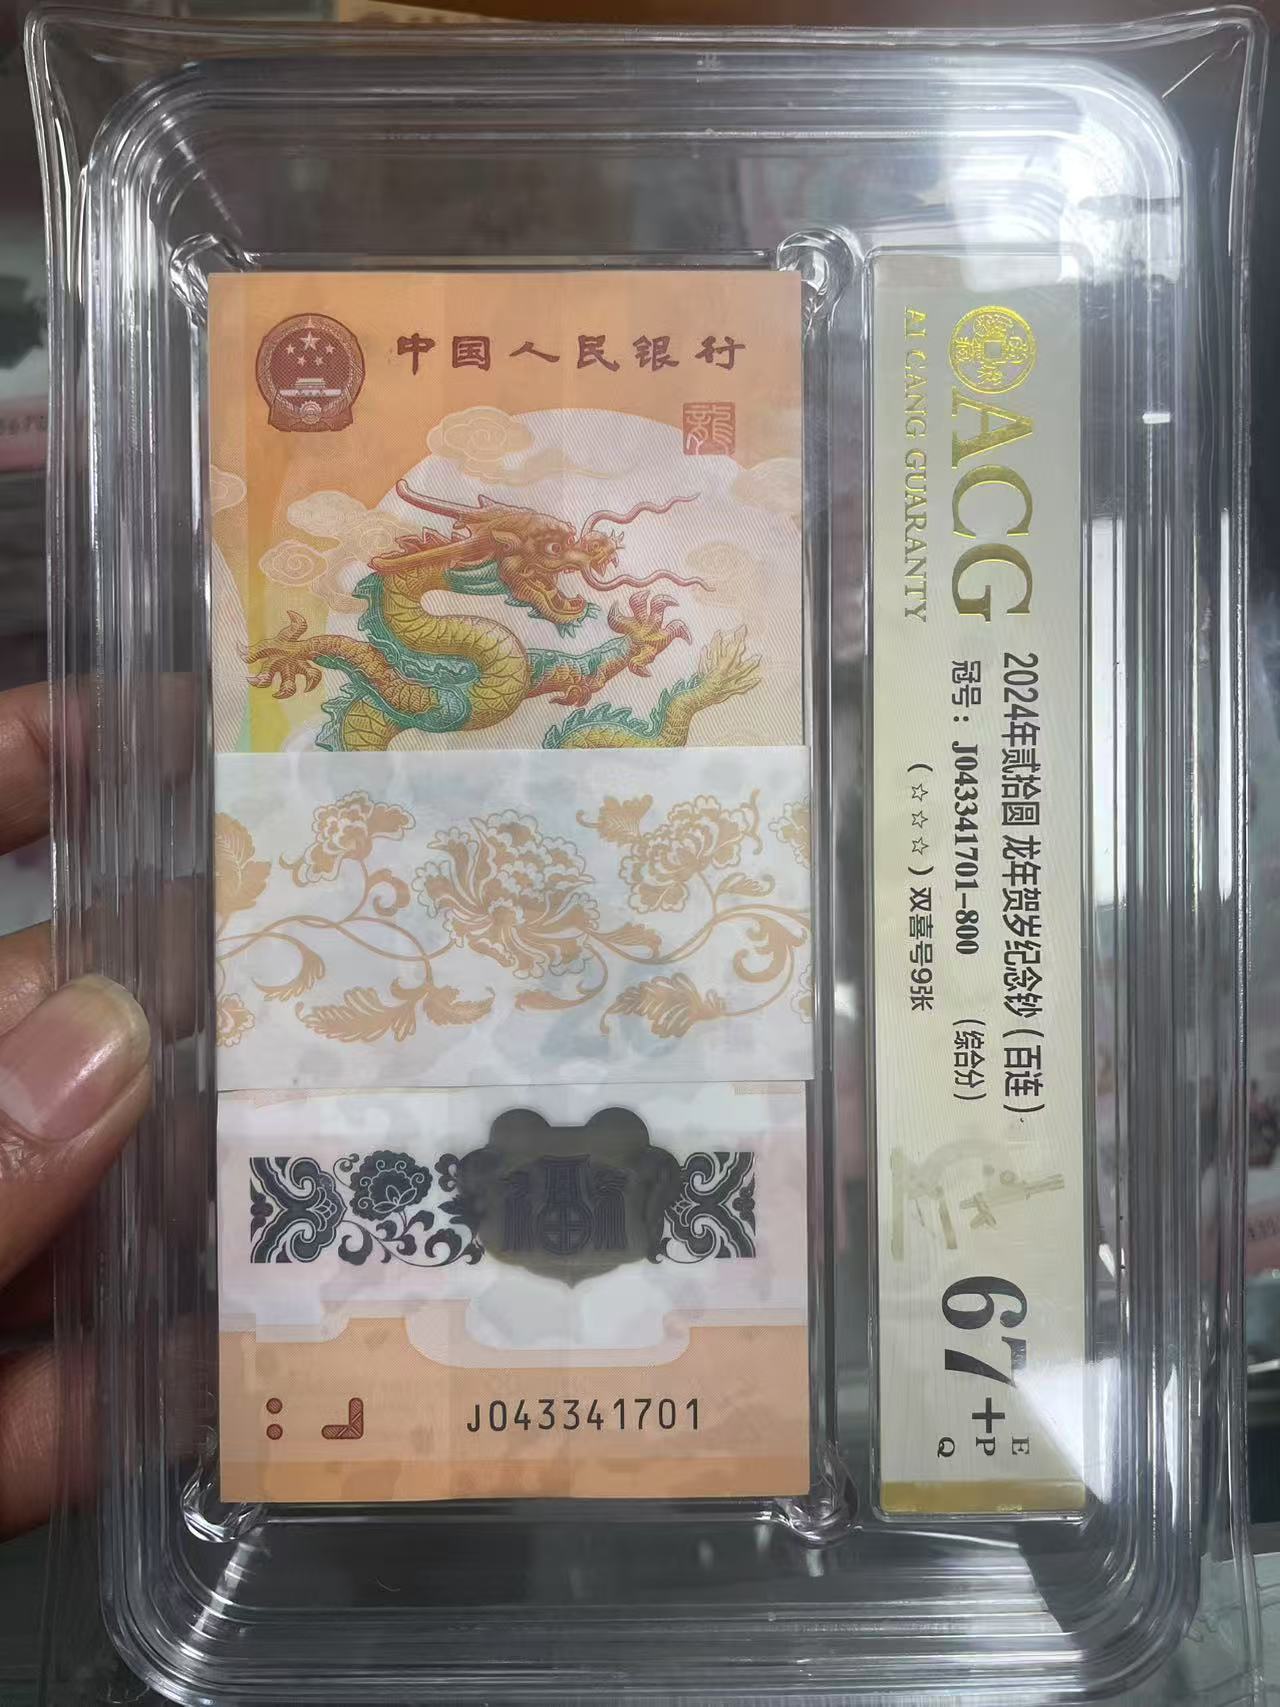 中国人民银行
龍
福
J043341701
ACG
AI CANG GUARANTY
2024年贰拾圆 龙年贺岁纪念钞（百连）
冠号：J043341701-800 （综合分）
（☆☆☆）双喜号9张
67+
E
P
Q